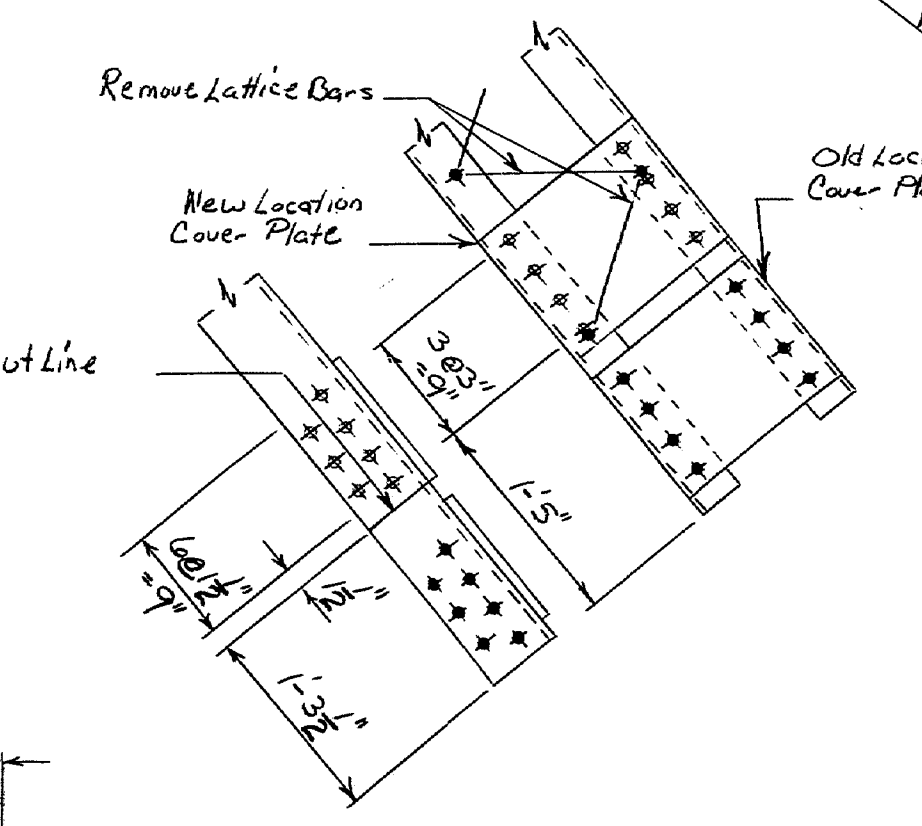 Remove Lattice Bars
Old Loc
Cover Pl
New Location
Cover Plate
ut Line
3 @3"
=9"
1'-5"
6@1½"
=9"
1½"
1'-3½"